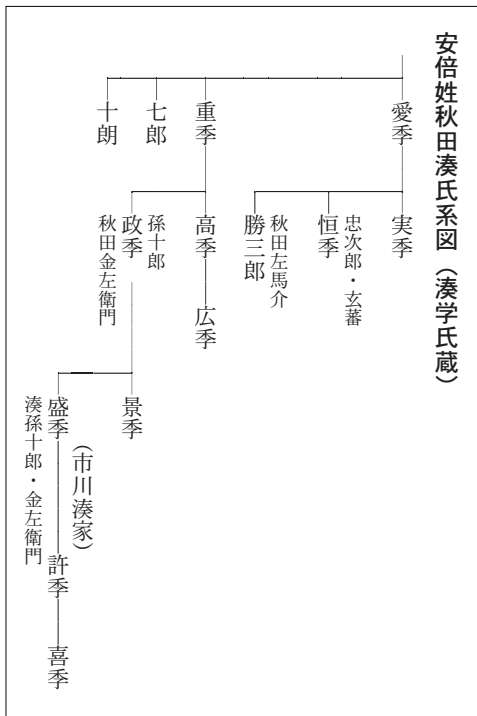 安倍姓秋田湊氏系図（湊学氏蔵）
愛季
重季
七郎
十朗
実季
忠次郎・玄蕃
恒季
秋田左馬介
勝三郎
高季
広季
孫十郎
政季
秋田金左衛門
景季
（市川湊家）
盛季
許季
喜季
湊孫十郎・金左衛門